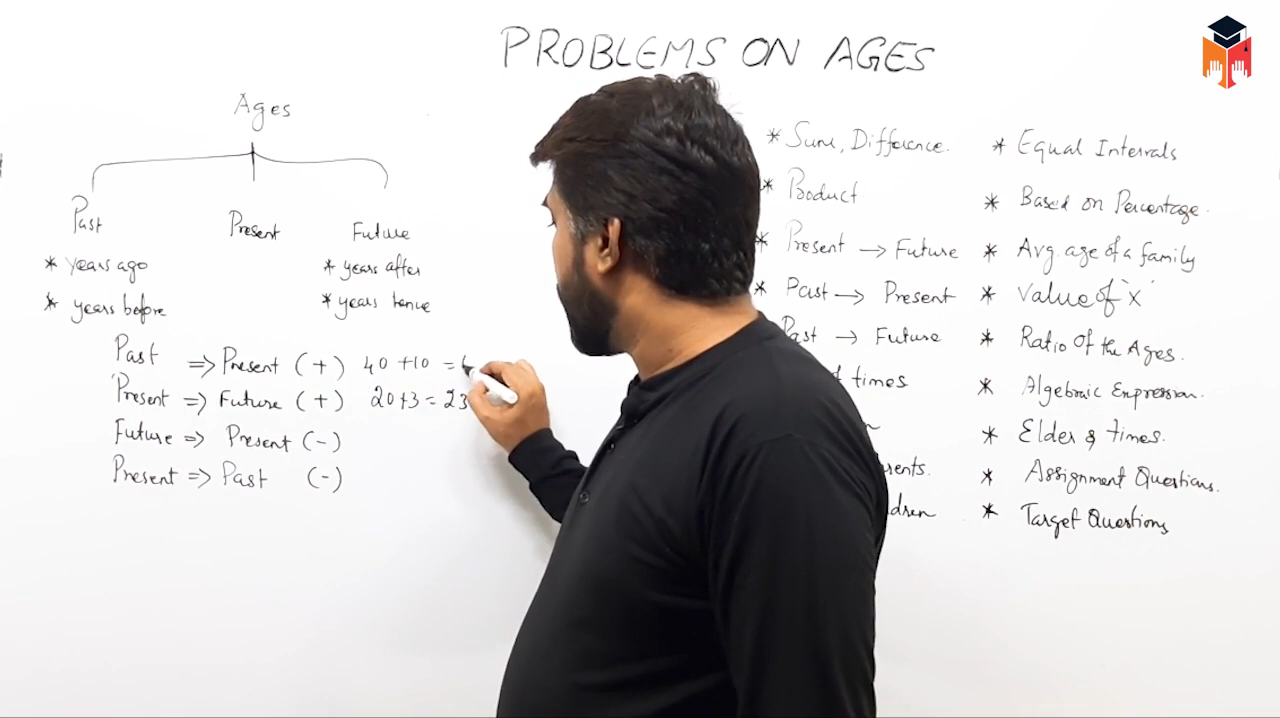 PROBLEMS ON AGES
Ages
Past
Present
Future
* years ago
* years after
* years before
* years hence
Past => Present (+) 40 +10 =
Present => Future (+) 20+3 = 23
Future => Present (-)
Present => Past (-)
* Sum, Difference.
* Product
* Present → Future
* Past → Present
Past → Future
times
* Equal Intervals
* Based on Percentage.
* Avg. age of a family
* Value of 'x'
* Ratio Of the Ages.
* Algebraic Expression.
* Elder & times.
* Assignment Questions.
* Target Questions